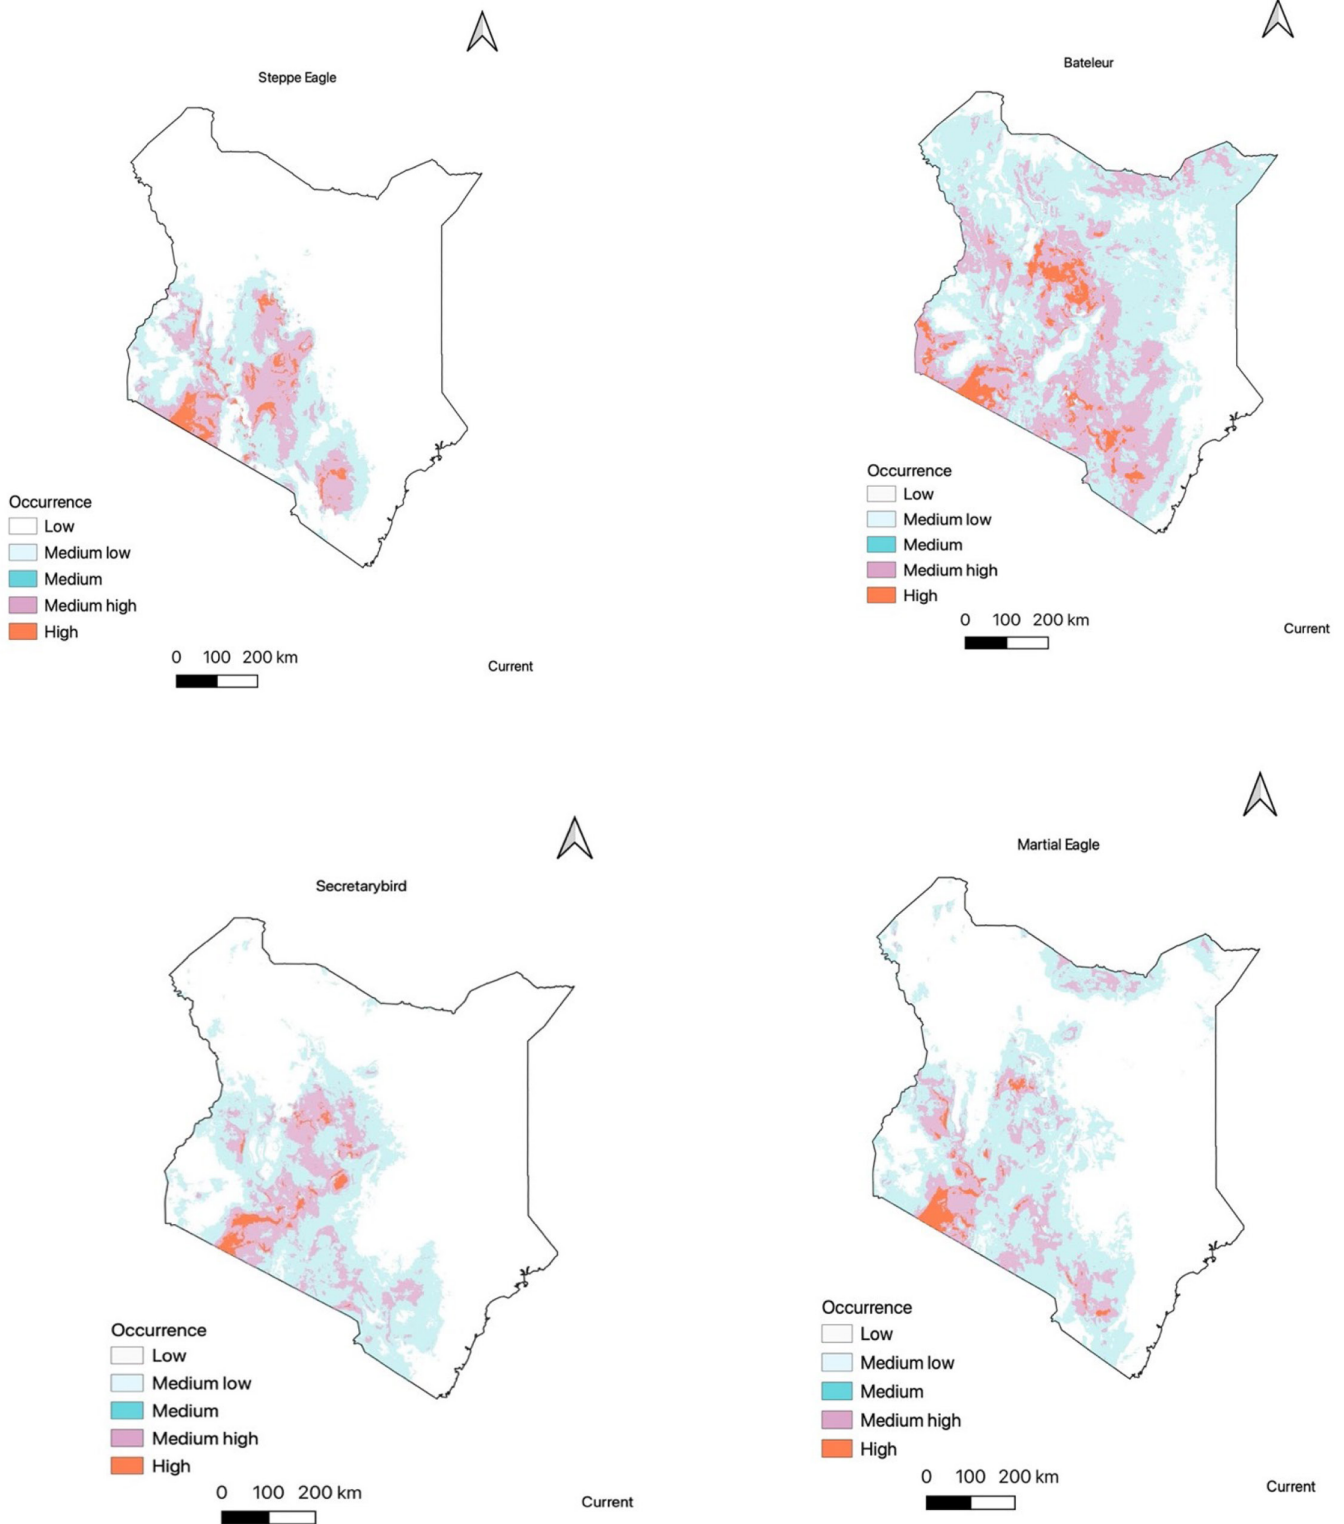 Steppe Eagle
Occurrence
Low
Medium low
Medium
Medium high
High
0 100 200 km
Current
Bateleur
Occurrence
Low
Medium low
Medium
Medium high
High
0 100 200 km
Current
Secretarybird
Occurrence
Low
Medium low
Medium
Medium high
High
0 100 200 km
Current
Martial Eagle
Occurrence
Low
Medium low
Medium
Medium high
High
0 100 200 km
Current